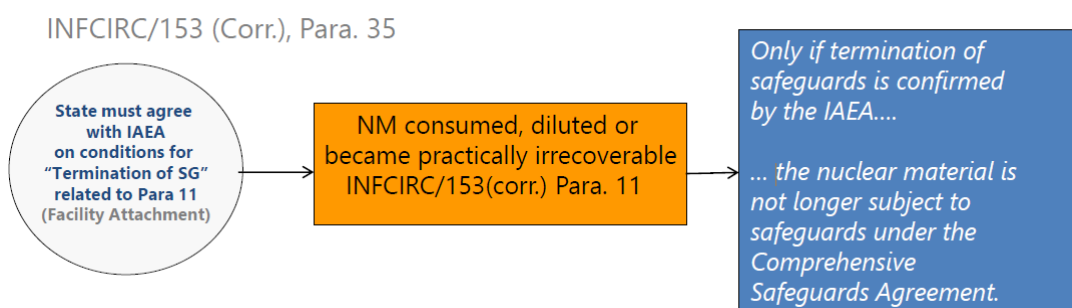 INFCIRC/153 (Corr.), Para. 35
State must agree
with IAEA
on conditions for
“Termination of SG”
related to Para 11
(Facility Attachment)
NM consumed, diluted or
became practically irrecoverable
INFCIRC/153(corr.) Para. 11
Only if termination of
safeguards is confirmed
by the IAEA....
... the nuclear material is
not longer subject to
safeguards under the
Comprehensive
Safeguards Agreement.